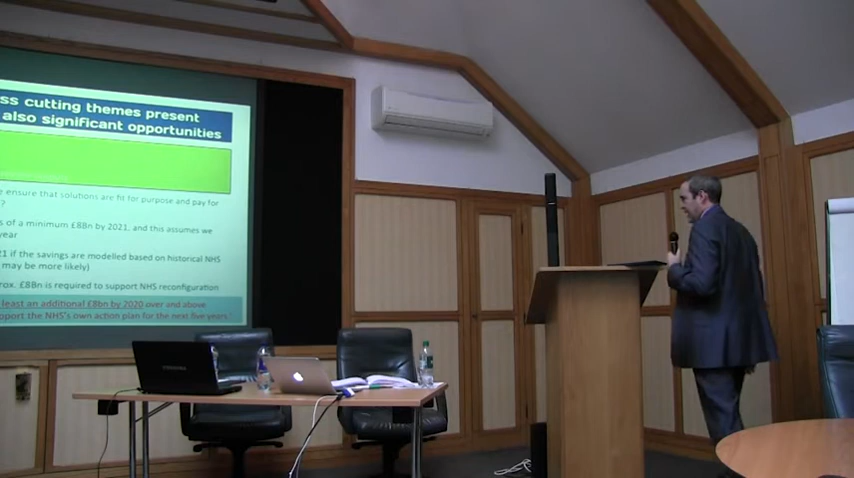 ss cutting themes present
also significant opportunities
e ensure that solutions are fit for purpose and pay for
?
s of a minimum £8Bn by 2021, and this assumes we
year
21 if the savings are modelled based on historical NHS
may be more likely)
rox. £8Bn is required to support NHS reconfiguration
least an additional £8bn by 2020 over and above
pport the NHS's own action plan for the next five years.'
TOSHIBA